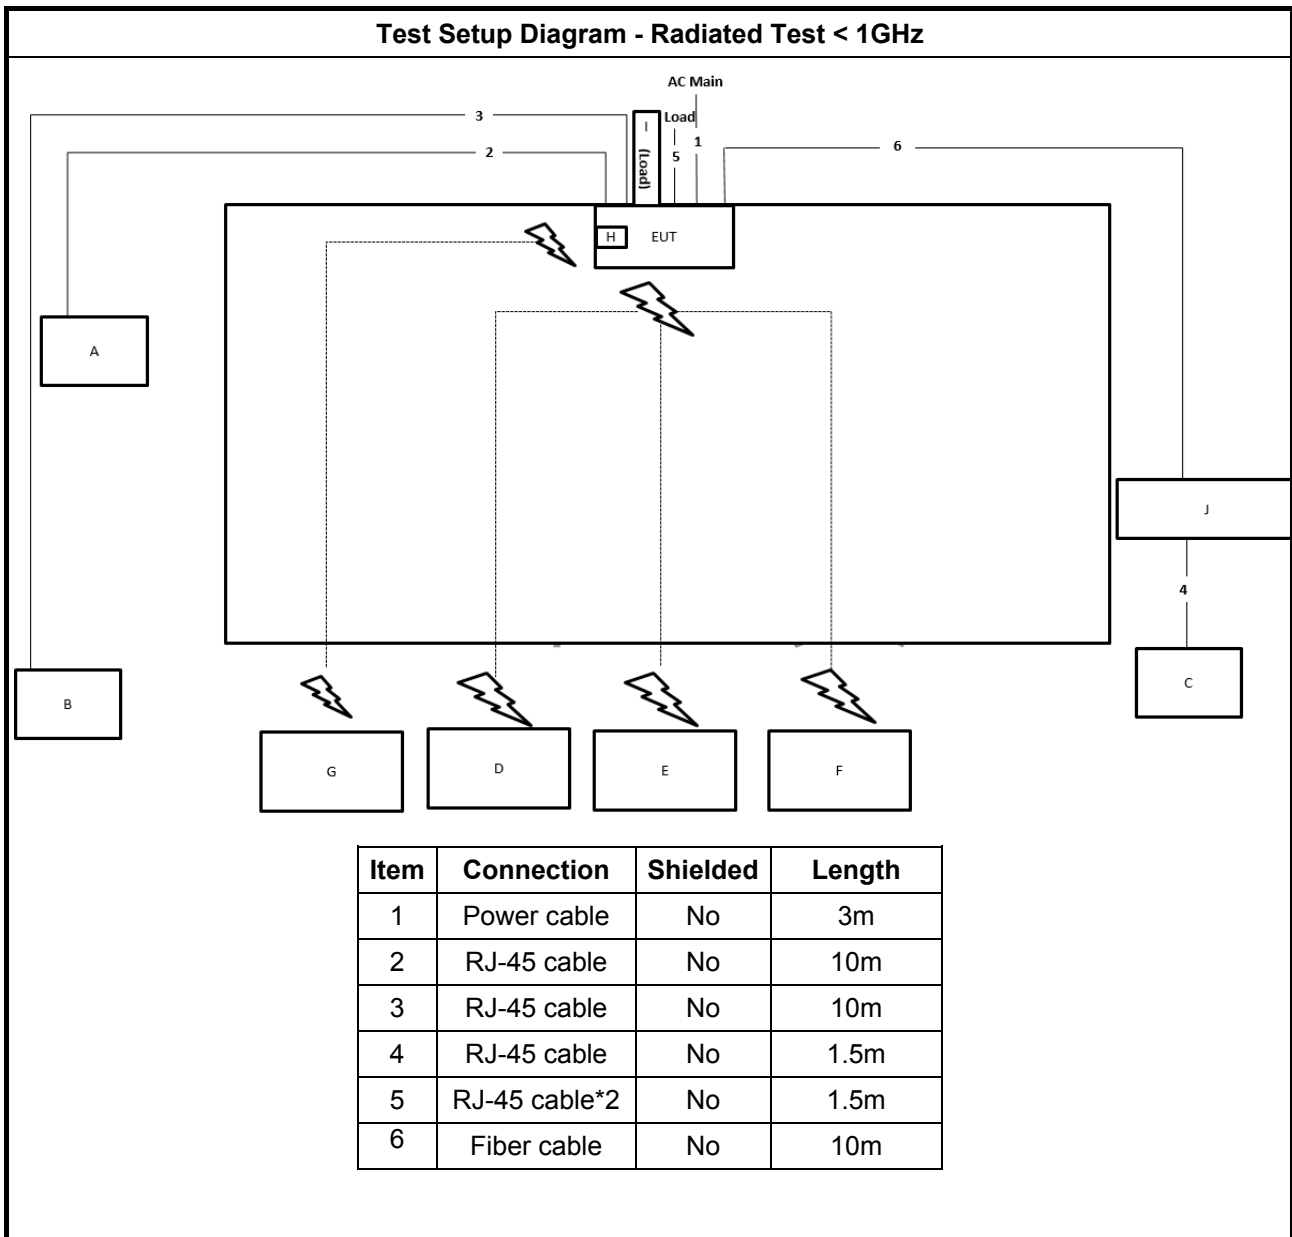 Test Setup Diagram - Radiated Test < 1GHz
AC Main
3
I (Load)
Load
2
5
1
6
H
EUT
A
J
4
B
C
G
D
E
F
Item Connection Shielded Length
1 Power cable No 3m
2 RJ-45 cable No 10m
3 RJ-45 cable No 10m
4 RJ-45 cable No 1.5m
5 RJ-45 cable*2 No 1.5m
6 Fiber cable No 10m